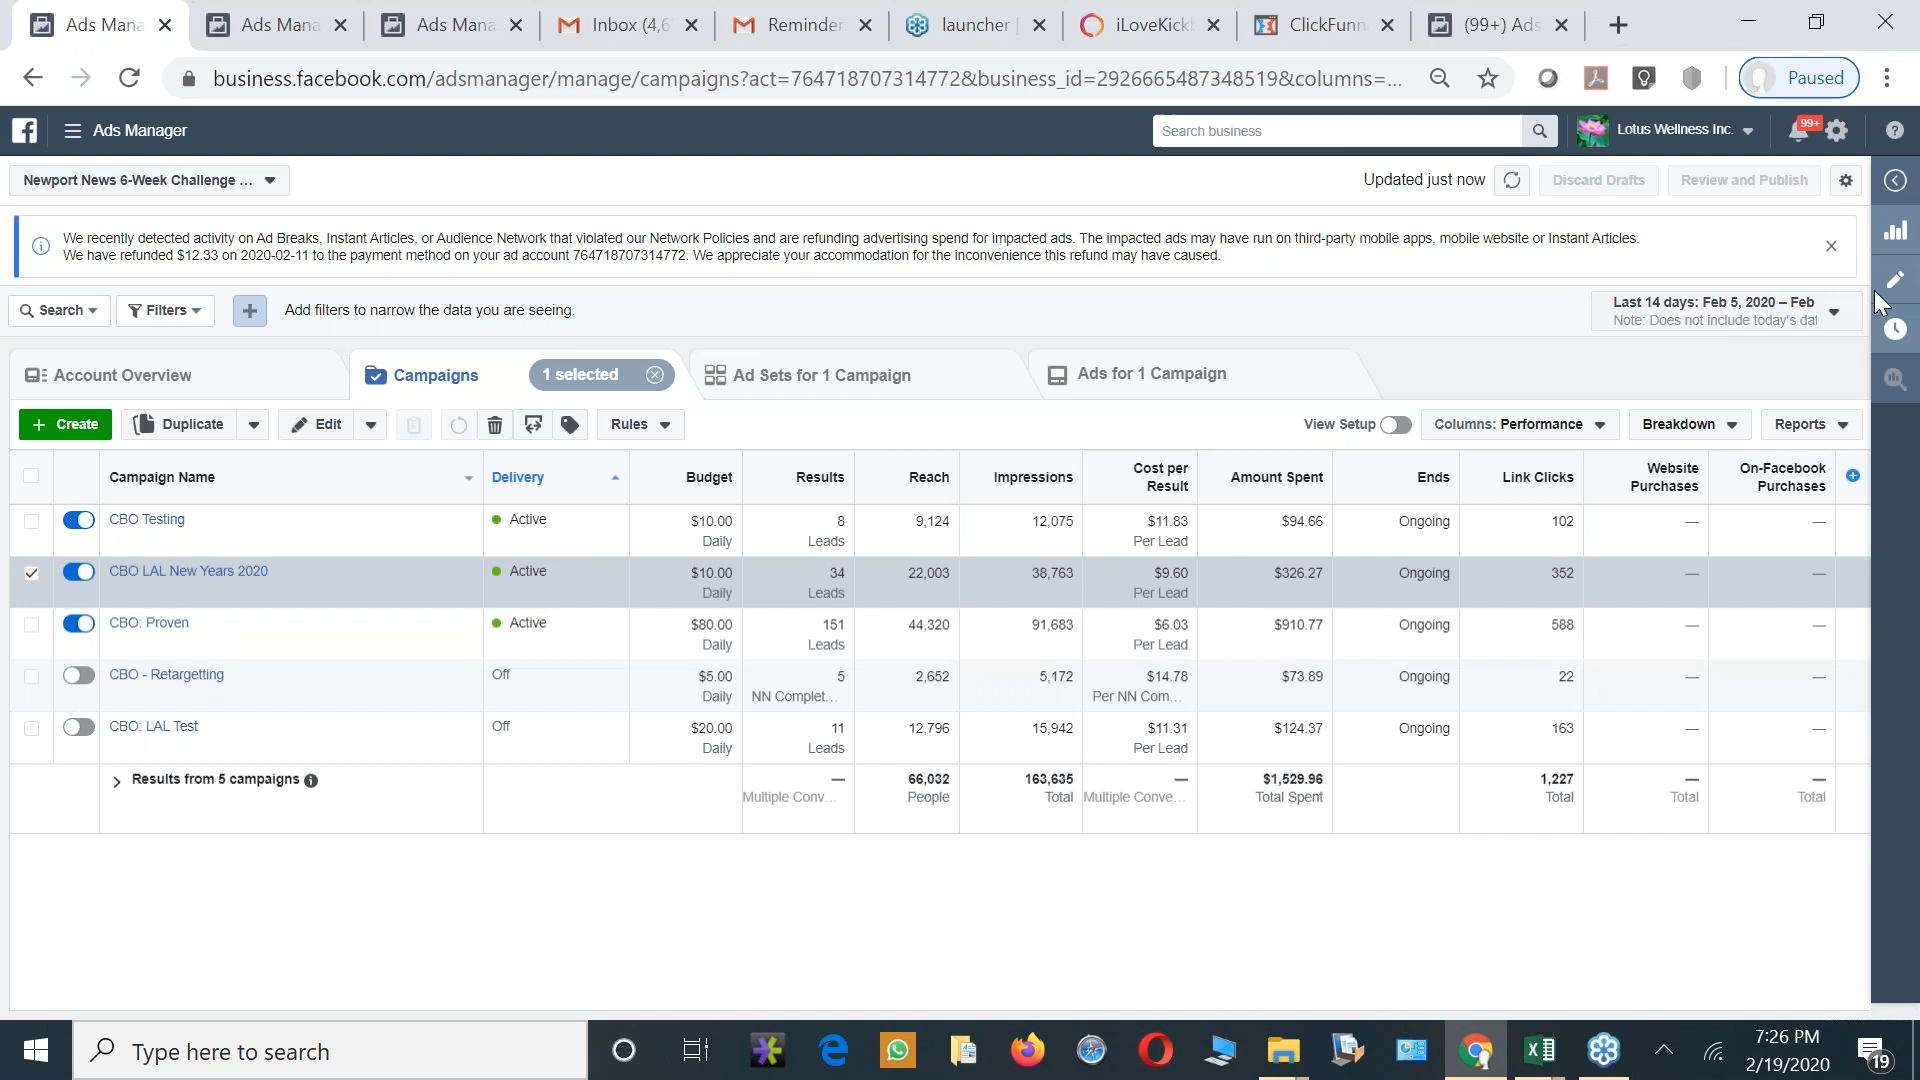 Ads Mana
Ads Mana
Ads Mana
Inbox (4,6
Reminder
launcher
iLoveKick
ClickFunn
(99+) Ads
business.facebook.com/adsmanager/manage/campaigns?act=764718707314772&business_id=2926665487348519&columns=...
Paused
Ads Manager
Search business
Lotus Wellness Inc.
99+
Newport News 6-Week Challenge ...
Updated just now
Discard Drafts
Review and Publish
We recently detected activity on Ad Breaks, Instant Articles, or Audience Network that violated our Network Policies and are refunding advertising spend for impacted ads. The impacted ads may have run on third-party mobile apps, mobile website or Instant Articles.
We have refunded $12.33 on 2020-02-11 to the payment method on your ad account 764718707314772. We appreciate your accommodation for the inconvenience this refund may have caused.
Search
Filters
Add filters to narrow the data you are seeing.
Last 14 days: Feb 5, 2020 – Feb
Note: Does not include today's dat
Account Overview
Campaigns
1 selected
Ad Sets for 1 Campaign
Ads for 1 Campaign
+ Create
Duplicate
Edit
Rules
View Setup
Columns: Performance
Breakdown
Reports
Campaign Name
Delivery
Budget
Results
Reach
Impressions
Cost per
Result
Amount Spent
Ends
Link Clicks
Website
Purchases
On-Facebook
Purchases
CBO Testing
Active
$10.00
Daily
8
Leads
9,124
12,075
$11.83
Per Lead
$94.66
Ongoing
102
—
—
CBO LAL New Years 2020
Active
$10.00
Daily
34
Leads
22,003
38,763
$9.60
Per Lead
$326.27
Ongoing
352
—
—
CBO: Proven
Active
$80.00
Daily
151
Leads
44,320
91,683
$6.03
Per Lead
$910.77
Ongoing
588
—
—
CBO - Retargetting
Off
$5.00
Daily
5
NN Complet...
2,652
5,172
$14.78
Per NN Com...
$73.89
Ongoing
22
—
—
CBO: LAL Test
Off
$20.00
Daily
11
Leads
12,796
15,942
$11.31
Per Lead
$124.37
Ongoing
163
—
—
Results from 5 campaigns
—
Multiple Conv...
66,032
People
163,635
Total
—
Multiple Conve...
$1,529.96
Total Spent
1,227
Total
—
Total
—
Total
Type here to search
7:26 PM
2/19/2020
19